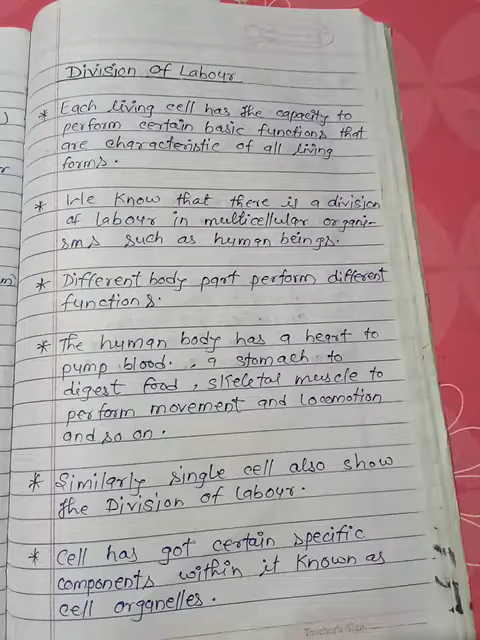 Division Of Labour
* Each living cell has the capacity to
perform certain basic functions that
are characteristic of all living
forms.
* We know that there is a division
of labour in multicellular organi-
sms such as human beings.
* Different body part perform different
functions.
* The human body has a heart to
pump blood. , a stomach to
digest food , skeletal muscle to
perform movement and locomotion
and so on.
* Similarly single cell also show
the Division of labour.
* Cell has got certain specific
components within it known as
cell organelles.
Teacher's Sign.